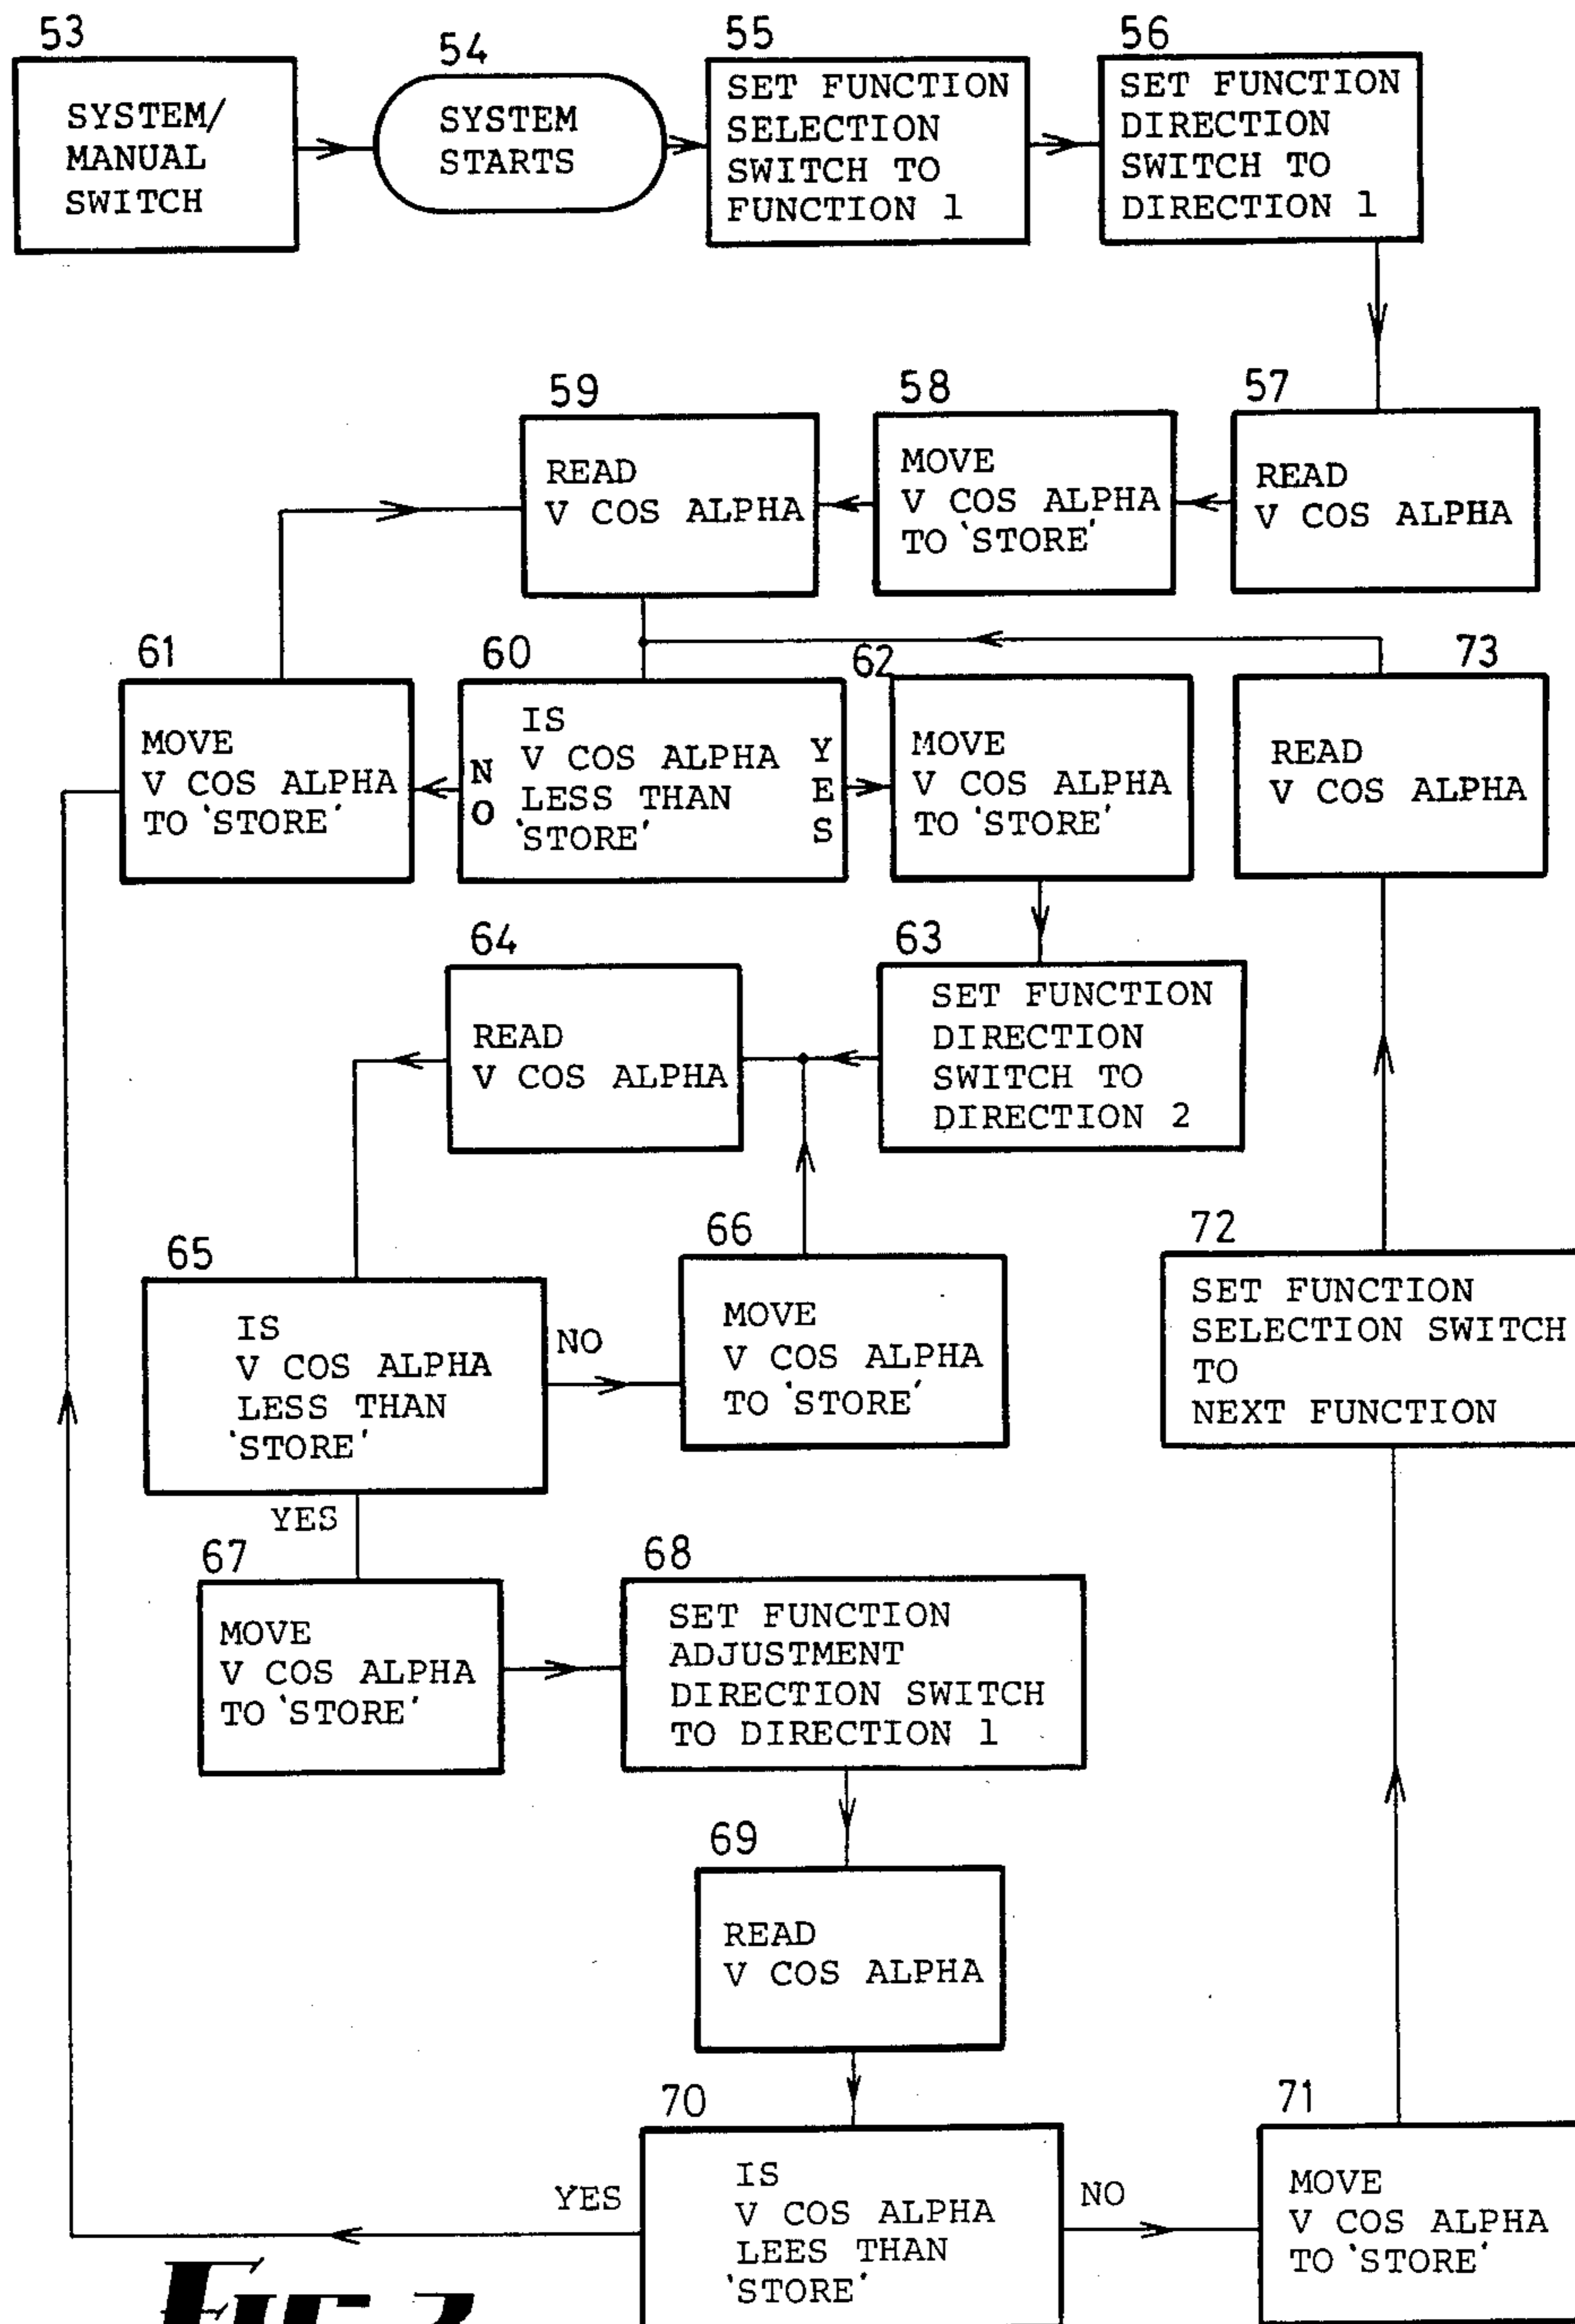 53
SYSTEM/
MANUAL
SWITCH
54
SYSTEM
STARTS
55
SET FUNCTION
SELECTION
SWITCH TO
FUNCTION 1
56
SET FUNCTION
DIRECTION
SWITCH TO
DIRECTION 1
59
READ
V COS ALPHA
58
MOVE
V COS ALPHA
TO 'STORE'
57
READ
V COS ALPHA
61
MOVE
V COS ALPHA
TO 'STORE'
60
NO
IS
V COS ALPHA
LESS THAN
'STORE'
YES
62
MOVE
V COS ALPHA
TO 'STORE'
73
READ
V COS ALPHA
64
READ
V COS ALPHA
63
SET FUNCTION
DIRECTION
SWITCH TO
DIRECTION 2
65
IS
V COS ALPHA
LESS THAN
'STORE'
NO
YES
66
MOVE
V COS ALPHA
TO 'STORE'
72
SET FUNCTION
SELECTION SWITCH
TO
NEXT FUNCTION
67
MOVE
V COS ALPHA
TO 'STORE'
68
SET FUNCTION
ADJUSTMENT
DIRECTION SWITCH
TO DIRECTION 1
69
READ
V COS ALPHA
70
YES
IS
V COS ALPHA
LEES THAN
'STORE'
NO
71
MOVE
V COS ALPHA
TO 'STORE'